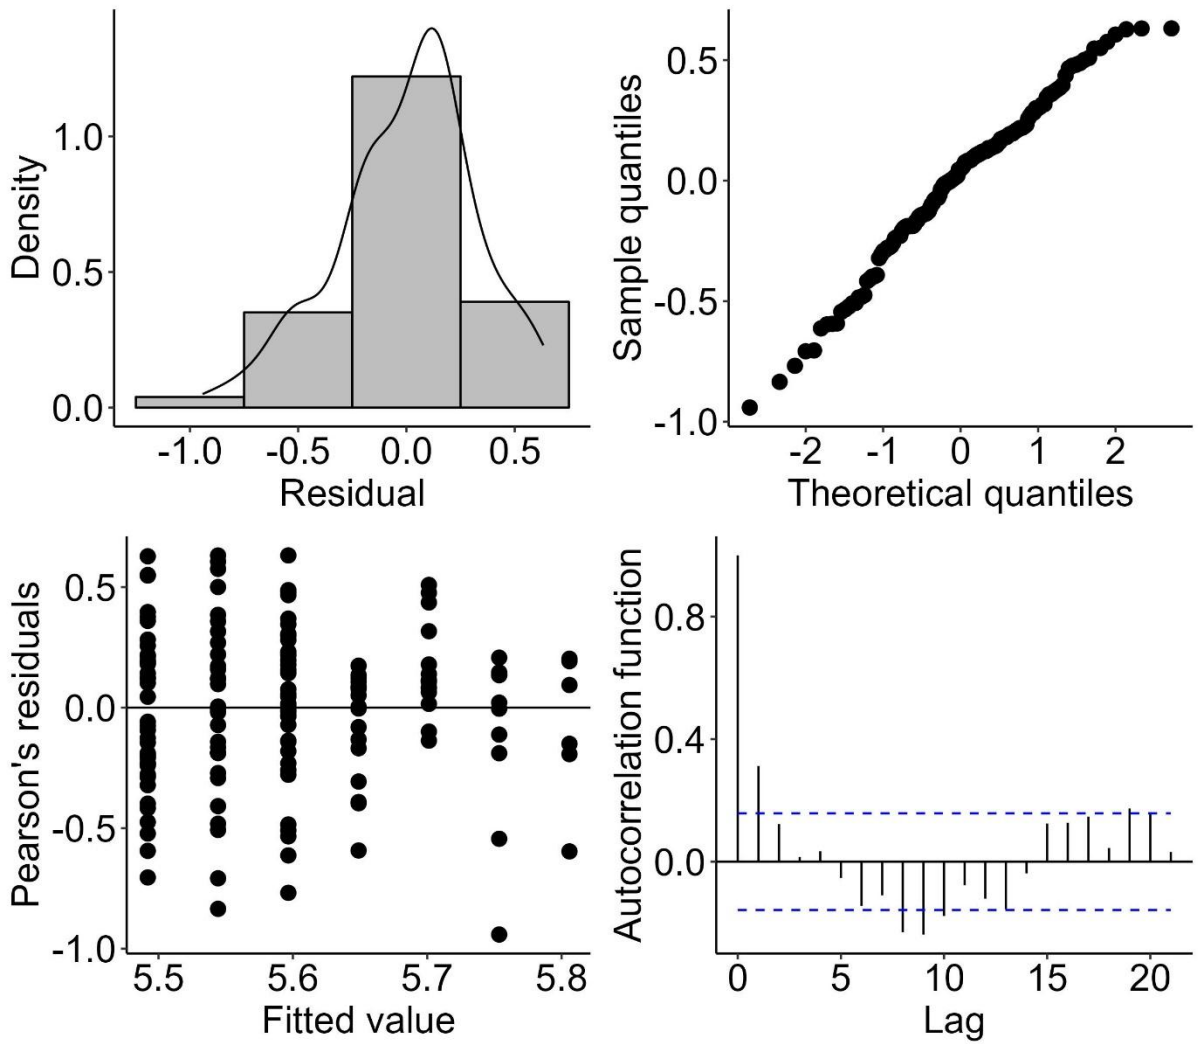 Density
1.0
0.5
0.0
-1.0 -0.5 0.0 0.5
Residual
Sample quantiles
0.5
0.0
-0.5
-1.0
-2 -1 0 1 2
Theoretical quantiles
Pearson's residuals
0.5
0.0
-0.5
-1.0
5.5 5.6 5.7 5.8
Fitted value
Autocorrelation function
0.8
0.4
0.0
0 5 10 15 20
Lag